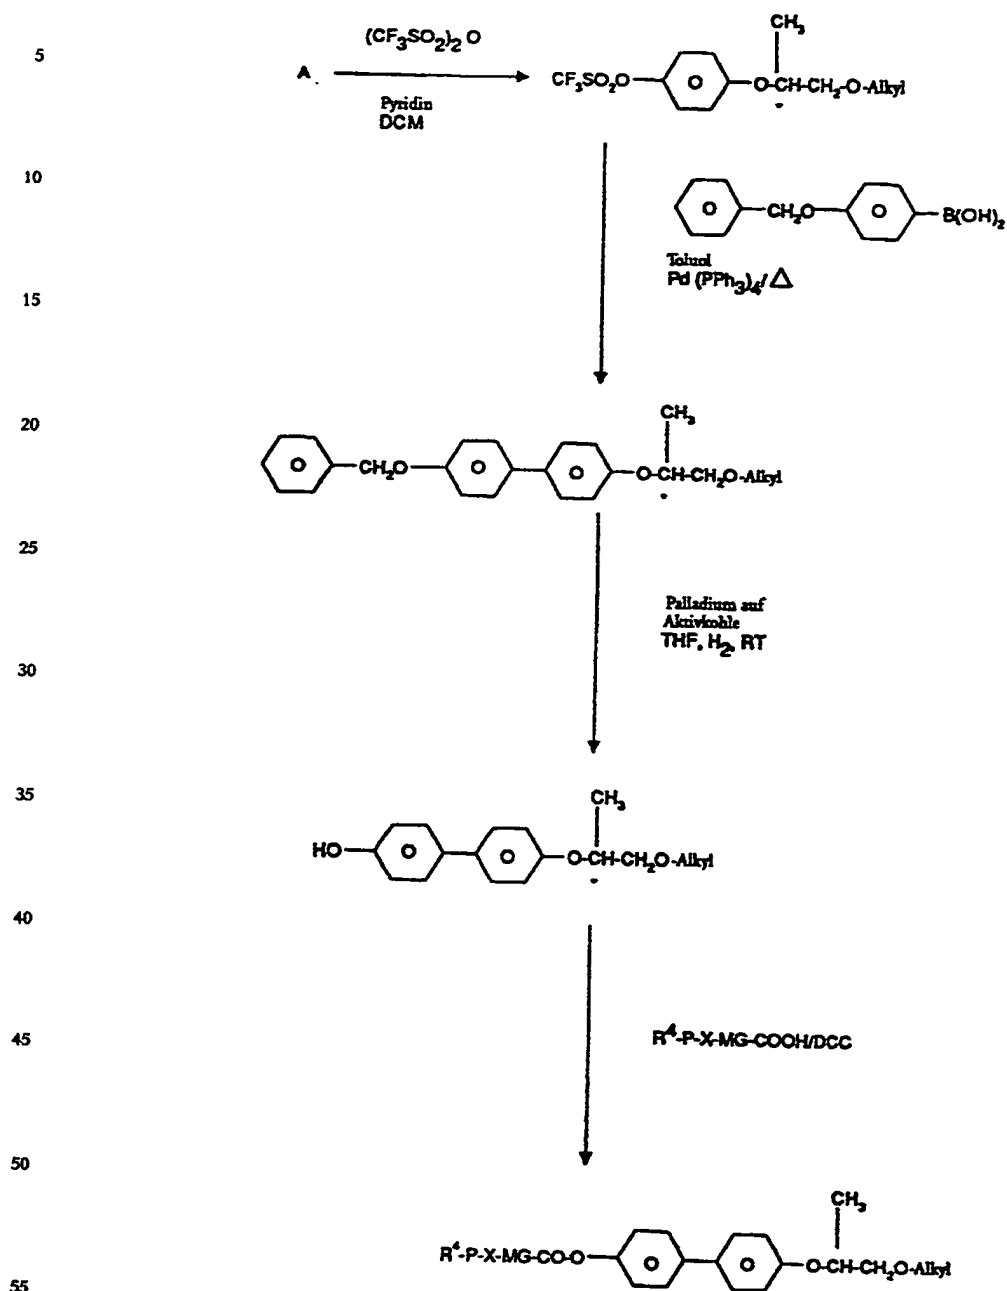 5
(CF3SO2)2 O
A.
Pyridin
DCM
CH3
CF3SO2O O O-CH-CH2-O-Alkyl
*
10
O CH2O O B(OH)2
Toluol
Pd (PPh3)4/Δ
15
20
CH3
O CH2O O O O-CH-CH2O-Alkyl
*
25
Palladium auf
Aktivkohle
THF, H2, RT
30
35
CH3
HO O O O-CH-CH2O-Alkyl
*
40
45
R4-P-X-MG-COOH/DCC
50
CH3
R4-P-X-MG-CO-O O O O-CH-CH2O-Alkyl
55